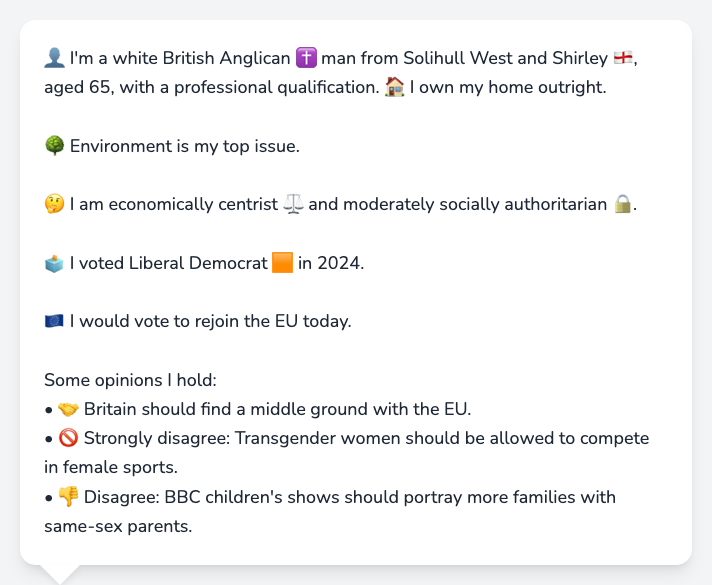 👤 I'm a white British Anglican ✝️ man from Solihull West and Shirley 🏴󠁧󠁢󠁥󠁮󠁧󠁿,
aged 65, with a professional qualification. 🏠 I own my home outright.
🌳 Environment is my top issue.
🤔 I am economically centrist ⚖️ and moderately socially authoritarian 🔒.
🗳️ I voted Liberal Democrat 🟧 in 2024.
🇪🇺 I would vote to rejoin the EU today.
Some opinions I hold:
• 🤝 Britain should find a middle ground with the EU.
• 🚫 Strongly disagree: Transgender women should be allowed to compete
in female sports.
• 👎 Disagree: BBC children's shows should portray more families with
same-sex parents.